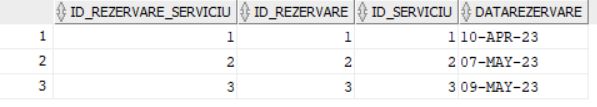 ID_REZERVARE_SERVICIU ID_REZERVARE ID_SERVICIU DATAREZERVARE
1 1 1 1 10-APR-23
2 2 2 2 07-MAY-23
3 3 3 3 09-MAY-23